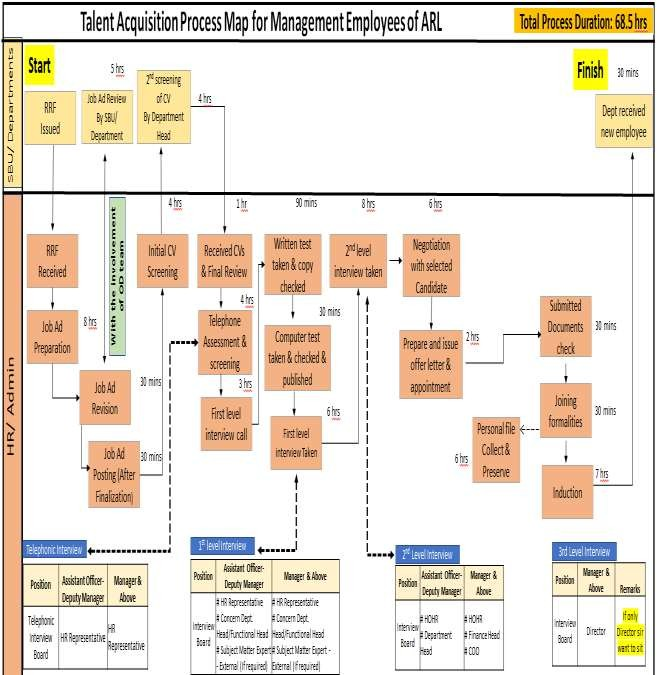 Talent Acquisition Process Map for Management Employees of ARL
Total Process Duration: 68.5 hrs
SBU/ Departments
Start
5 hrs
2nd screening
of CV
By Department
Head
4 hrs
Finish
30 mins
RRF
Issued
Job Ad Review
By SBU/
Department
Dept received
new employee
HR/ Admin
4 hrs
1 hr
90 mins
8 hrs
6 hrs
With the Involvement
of OD team
RRF
Received
Initial CV
Screening
Received CVs
& Final Review
Written test
taken & copy
checked
2nd level
interview taken
Negotiation
with selected
Candidate
4 hrs
30 mins
Job Ad
Preparation
8 hrs
Telephone
Assessment &
screening
Computer test
taken & checked &
published
Prepare and issue
offer letter &
appointment
2 hrs
Submitted
Documents
check
30 mins
Job Ad
Revision
30 mins
3 hrs
First level
interview call
6 hrs
First level
interview Taken
Joining
formalities
30 mins
Personal file
Collect &
Preserve
6 hrs
Job Ad
Posting (After
Finalization)
30 mins
Induction
7 hrs
Telephonic Interview
Position
Assistant Officer-
Deputy Manager
Manager &
Above
Telephonic
Interview
Board
HR Representative
HR
Representative
1st level Interview
Position
Assistant Officer-
Deputy Manager
Manager & Above
Interview
Board
# HR Representative
# Concern Dept.
Head/Functional Head
# Subject Matter Expert
- External (If required)
# HR Representative
# Concern Dept.
Head/Functional Head
# Subject Matter Expert -
External (If required)
2nd Level Interview
Position
Assistant Officer-
Deputy Manager
Manager &
Above
Interview
Board
# HOHR
# Department
Head
# HOHR
# Finance Head
# COO
3rd Level Interview
Position
Manager &
Above
Remarks
Interview
Board
Director
If only
Director sir
want to sit